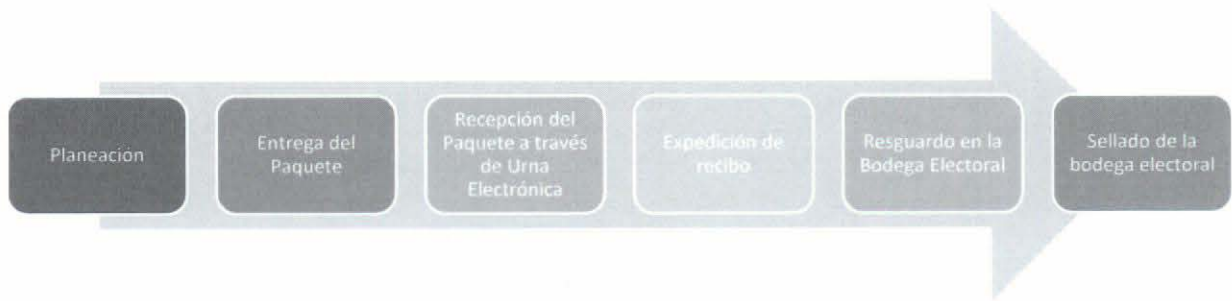 Planeación
Entrega del
Paquete
Recepción del
Paquete a través
de Urna
Electrónica
Expedición de
recibo
Resguardo en la
Bodega Electoral
Sellado de la
bodega electoral